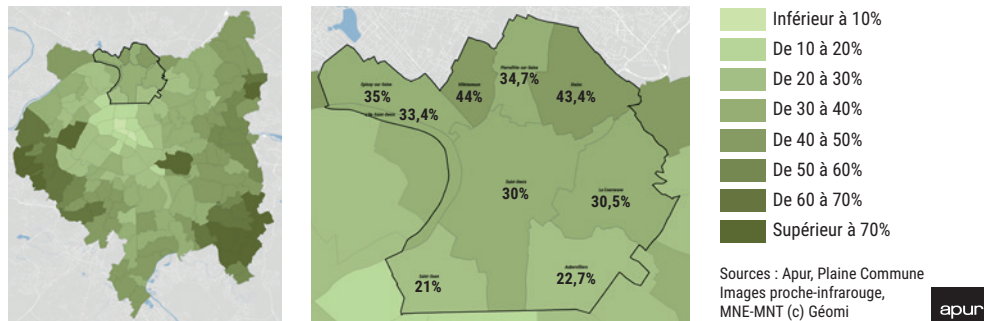 Epinay-sur-Seine
35%
L'Ile-Saint-Denis
33,4%
Villetaneuse
44%
Pierrefitte-sur-Seine
34,7%
Stains
43,4%
Saint-Denis
30%
La Courneuve
30,5%
Saint-Ouen
21%
Aubervilliers
22,7%
Inférieur à 10%
De 10 à 20%
De 20 à 30%
De 30 à 40%
De 40 à 50%
De 50 à 60%
De 60 à 70%
Supérieur à 70%
Sources : Apur, Plaine Commune
Images proche-infrarouge,
MNE-MNT (c) Géomi
apur